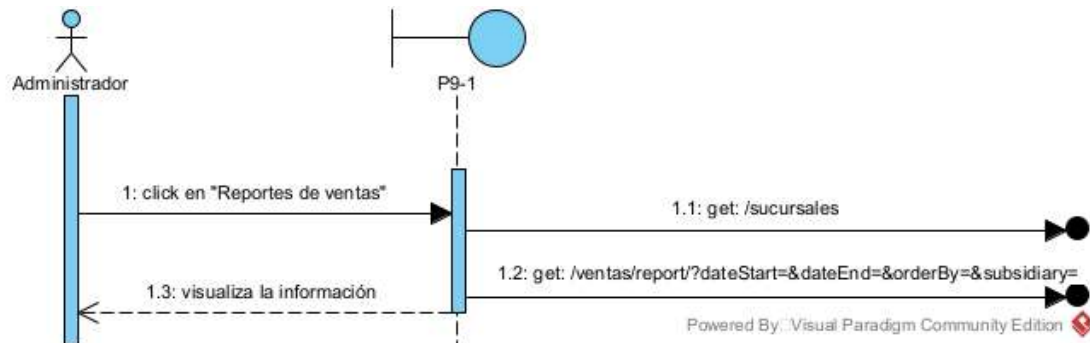 Administrador
P9-1
1: click en "Reportes de ventas"
1.1: get: /sucursales
1.2: get: /ventas/report/?dateStart=&dateEnd=&orderBy=&subsidiary=
1.3: visualiza la información
Powered By Visual Paradigm Community Edition